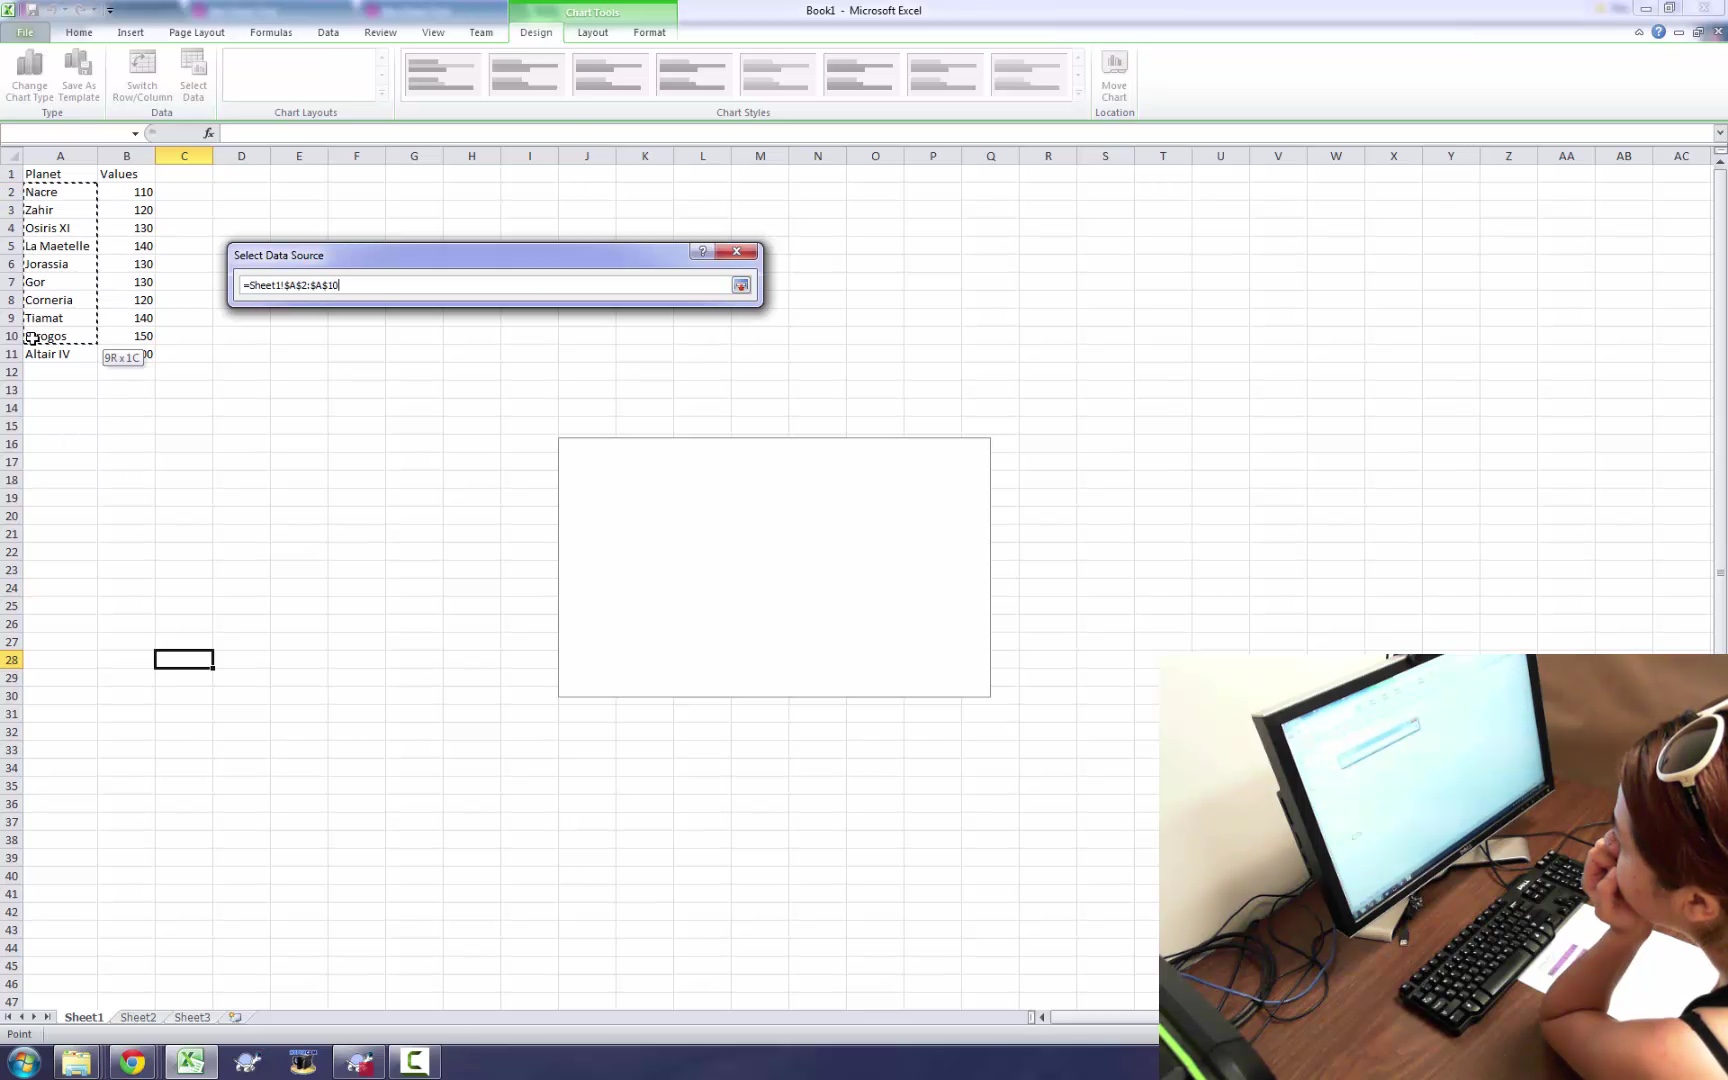 Chart Tools
Book1 - Microsoft Excel
File Home Insert Page Layout Formulas Data Review View Team Design Layout Format
Change Chart Type
Save As Template
Switch Row/Column
Select Data
Move Chart
Type Data Chart Layouts Chart Styles Location
fx
A B C D E F G H I J K L M N O P Q R S T U V W X Y Z AA AB AC
1 Planet Values
2 Nacre 110
3 Zahir 120
4 Osiris XI 130
5 La Maetelle 140
6 Jorassia 130
7 Gor 130
8 Corneria 120
9 Tiamat 140
10 150
11 Altair IV
9R x 1C
Select Data Source
=Sheet1!$A$2:$A$10
12
13
14
15
16
17
18
19
20
21
22
23
24
25
26
27
28
29
30
31
32
33
34
35
36
37
38
39
40
41
42
43
44
45
46
47
Sheet1 Sheet2 Sheet3
Point